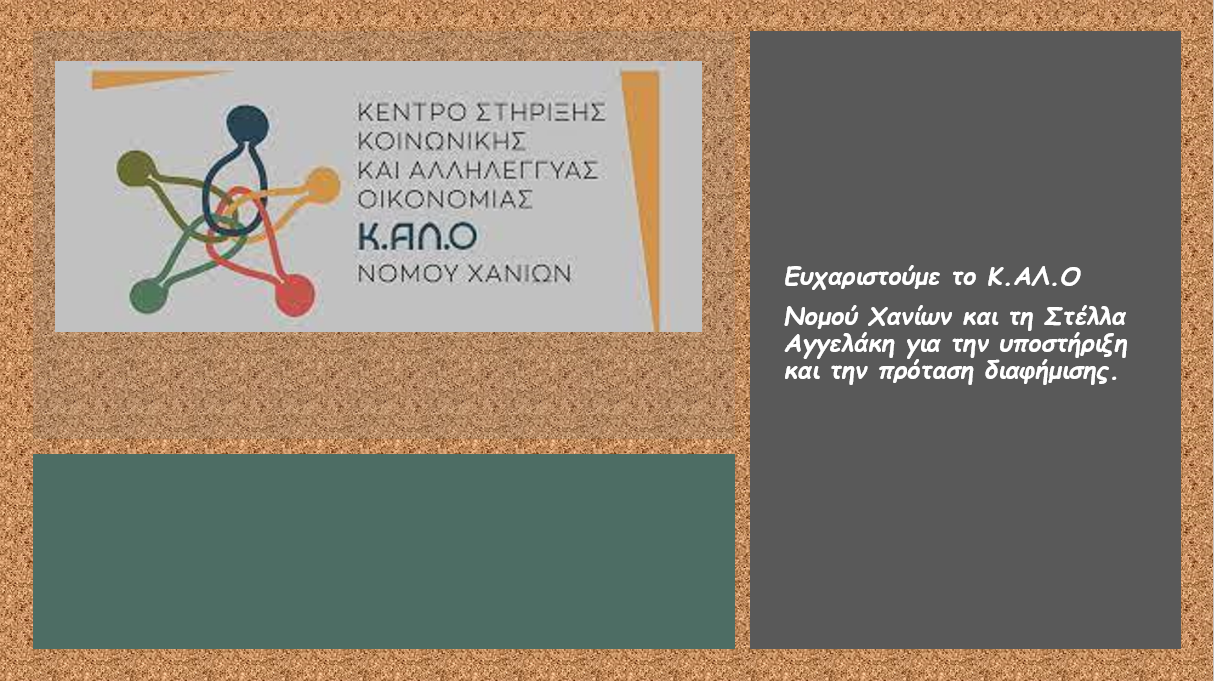 ΚΕΝΤΡΟ ΣΤΗΡΙΞΗΣ
ΚΟΙΝΩΝΙΚΗΣ
ΚΑΙ ΑΛΛΗΛΕΓΓΥΑΣ
ΟΙΚΟΝΟΜΙΑΣ
Κ.ΑΛ.Ο
ΝΟΜΟΥ ΧΑΝΙΩΝ
Ευχαριστούμε το Κ.ΑΛ.Ο
Νομού Χανίων και τη Στέλλα
Αγγελάκη για την υποστήριξη
και την πρόταση διαφήμισης.